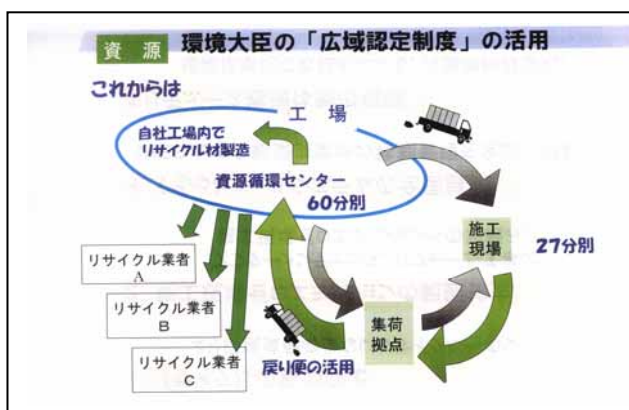 資源 環境大臣の「広域認定制度」の活用
これからは
工場
自社工場内で
リサイクル材製造
資源循環センター
60分別
施工
現場
27分別
リサイクル業者
A
リサイクル業者
B
リサイクル業者
C
集荷
拠点
戻り便の活用